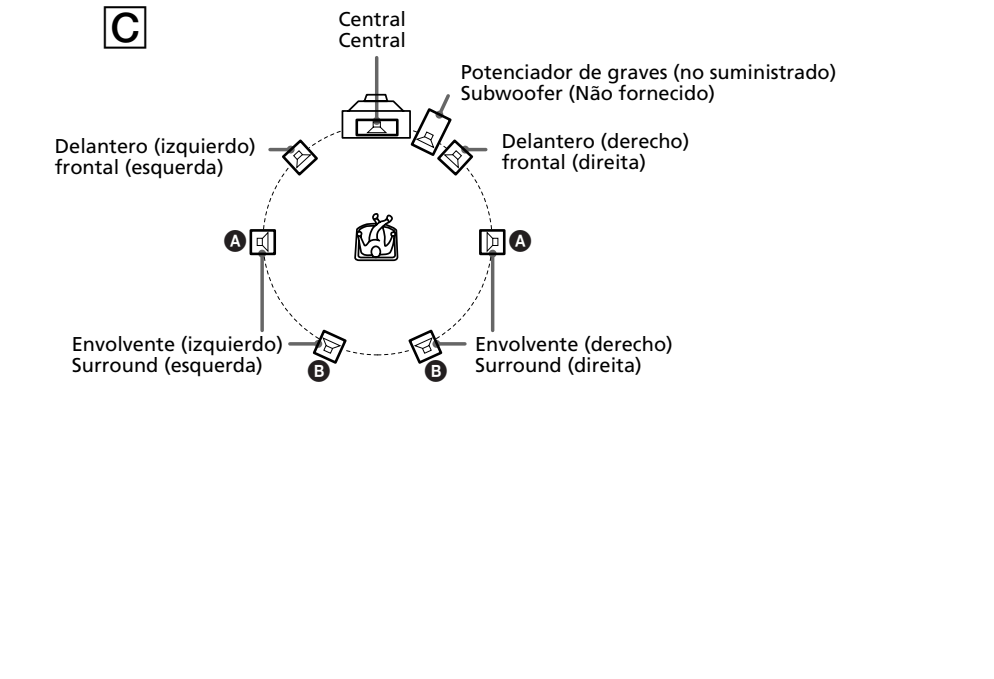 C
Central
Central
Potenciador de graves (no suministrado)
Subwoofer (Não fornecido)
Delantero (izquierdo)
frontal (esquerda)
Delantero (derecho)
frontal (direita)
A
A
Envolvente (izquierdo)
Surround (esquerda)
Envolvente (derecho)
Surround (direita)
B
B